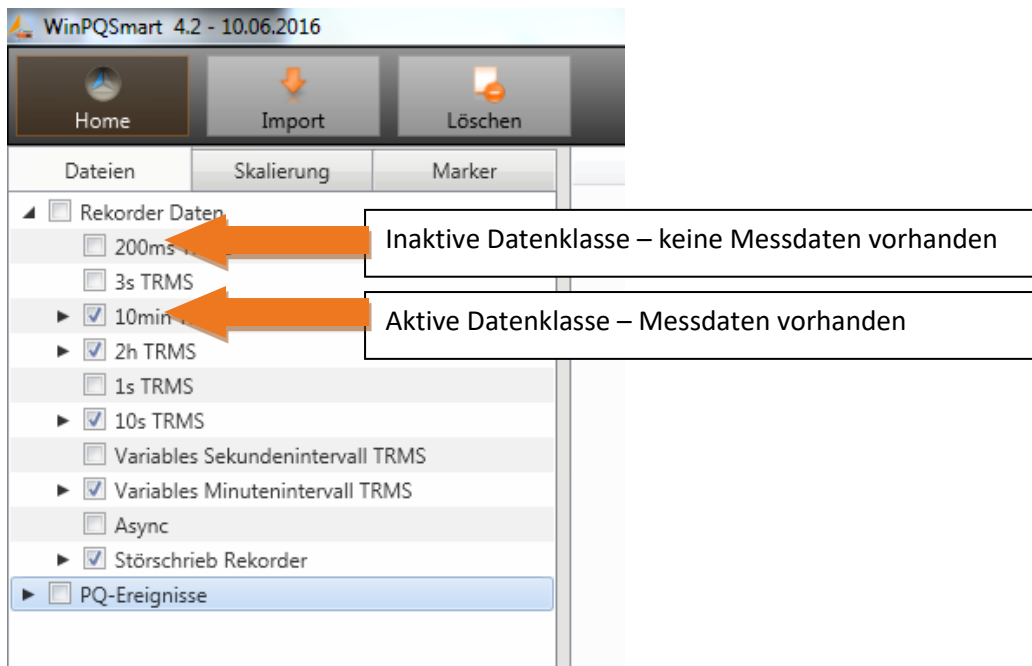 WinPQSmart 4.2 - 10.06.2016
Home Import Löschen
Dateien Skalierung Marker
Rekorder Daten
200ms
Inaktive Datenklasse – keine Messdaten vorhanden
3s TRMS
10min
Aktive Datenklasse – Messdaten vorhanden
2h TRMS
1s TRMS
10s TRMS
Variables Sekundenintervall TRMS
Variables Minutenintervall TRMS
Async
Störschrieb Rekorder
PQ-Ereignisse